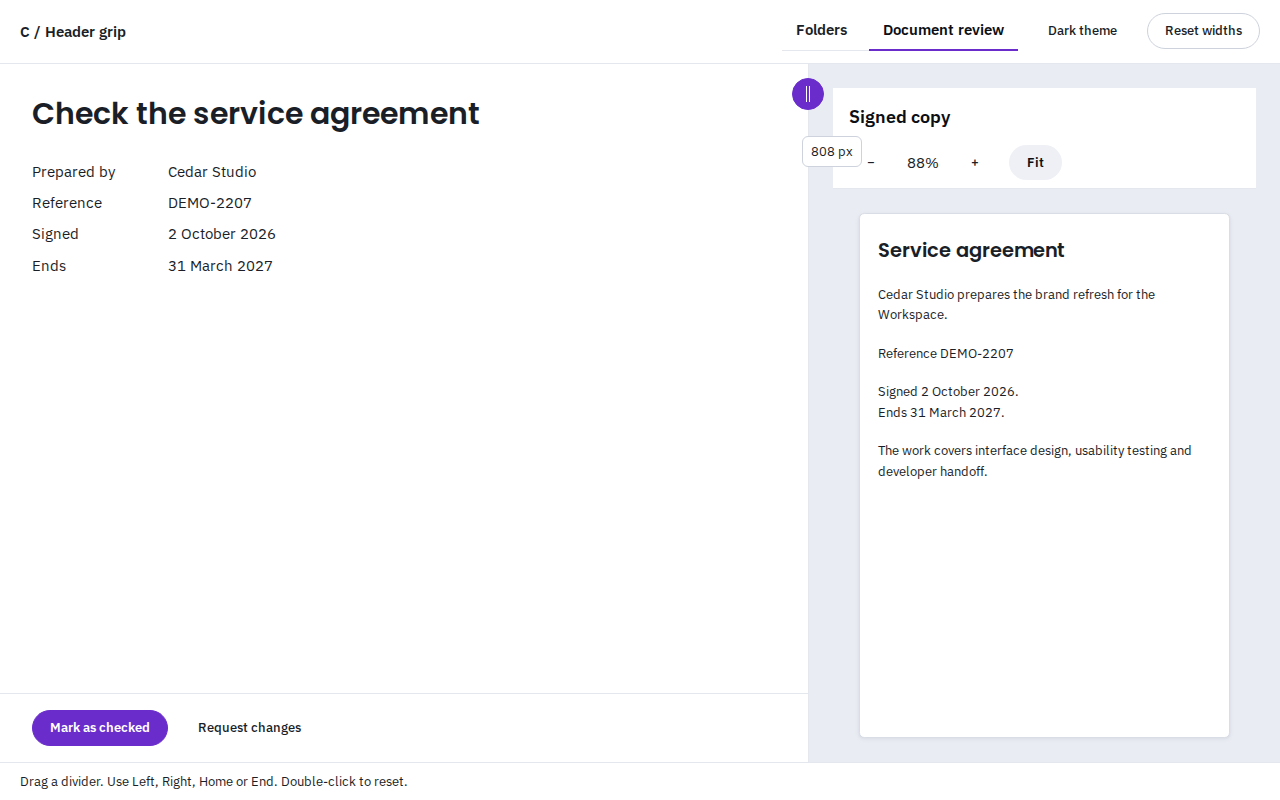 C / Header grip
Folders
Document review
Dark theme
Reset widths
Check the service agreement
Prepared by Cedar Studio
Reference DEMO-2207
Signed 2 October 2026
Ends 31 March 2027
Mark as checked
Request changes
808 px
Signed copy
− 88% + Fit
Service agreement
Cedar Studio prepares the brand refresh for the
Workspace.
Reference DEMO-2207
Signed 2 October 2026.
Ends 31 March 2027.
The work covers interface design, usability testing and
developer handoff.
Drag a divider. Use Left, Right, Home or End. Double-click to reset.